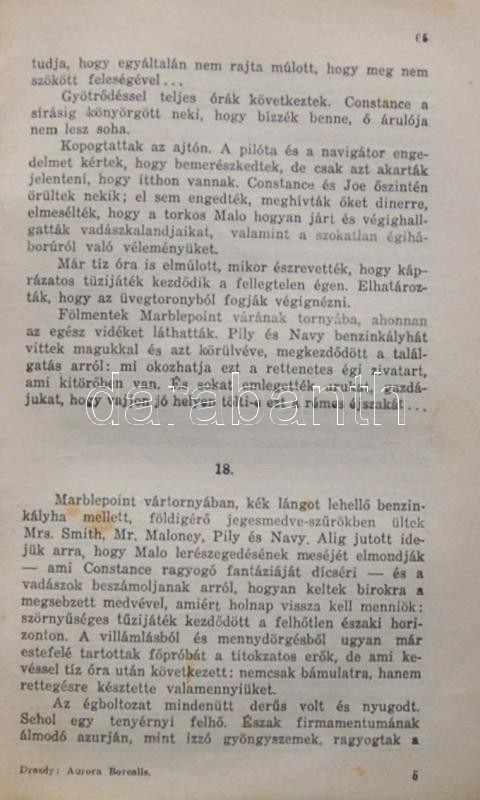 65
tudja, hogy egyáltalán nem rajta múlott, hogy meg nem
szökött feleségével...
Gyötrődéssel teljes órák következtek. Constance a
sírásig könyörgött neki, hogy bízzék benne, ő árulója
nem lesz soha.
Kopogtattak az ajtón. A pilóta és a navigátor enge-
delmet kértek, hogy bemerészkedtek, de csak azt akarták
jelenteni, hogy itthon vannak. Constance és Joe őszintén
örültek nekik; el sem engedték, meghívták őket dinerre,
elmesélték, hogy a torkos Malo hogyan járt és végighall-
gatták vadászkalandjaikat, valamint a szokatlan égihá-
borúról való véleményüket.
Már tíz óra is elmúlott, mikor észrevették, hogy káp-
rázatos tüzijáték kezdődik a fellegtelen égen. Elhatároz-
ták, hogy az üvegtoronyból fogják végignézni.
Fölmentek Marblepoint várának tornyába, ahonnan
az egész vidéket láthatták. Pily és Navy benzinkályhát
vittek magukkal és azt körülvéve, megkezdődött a talál-
gatás arról: mi okozhatja ezt a rettenetes égi zivatart,
ami kitörőben van. És sokat emlegették urukat, gazdá-
jukat, hogy vajjon jó helyen tölti-e ezt a rémes éjszakát...
darabanth
18.
Marblepoint vártornyában, kék lángot lehellő benzin-
kályha mellett, földigérő jegesmedve-szűrökben ültek
Mrs. Smith, Mr. Maloney, Pily és Navy. Alig jutott ide-
jük arra, hogy Malo lerészegedésének meséjét elmondják
— ami Constance ragyogó fantáziáját dicséri — és a
vadászok beszámoljanak arról, hogyan keltek birokra a
megsebzett medvével, amiért holnap vissza kell menniök:
szörnyűséges tűzijáték kezdődött a felhőtlen északi hori-
zonton. A villámlásból és mennydörgésből ugyan már
estefelé tartottak főpróbát a titokzatos erők, de ami ke-
véssel tíz óra után következett: nemcsak bámulatra, hanem
rettegésre késztette valamennyiüket.
Az égboltozat mindenütt derűs volt és nyugodt.
Sehol egy tenyérnyi felhő. Észak firmamentumának
álmodó azurján, mint izzó gyöngyszemek, ragyogtak a
Drasdy: Aurora Borealis.
5